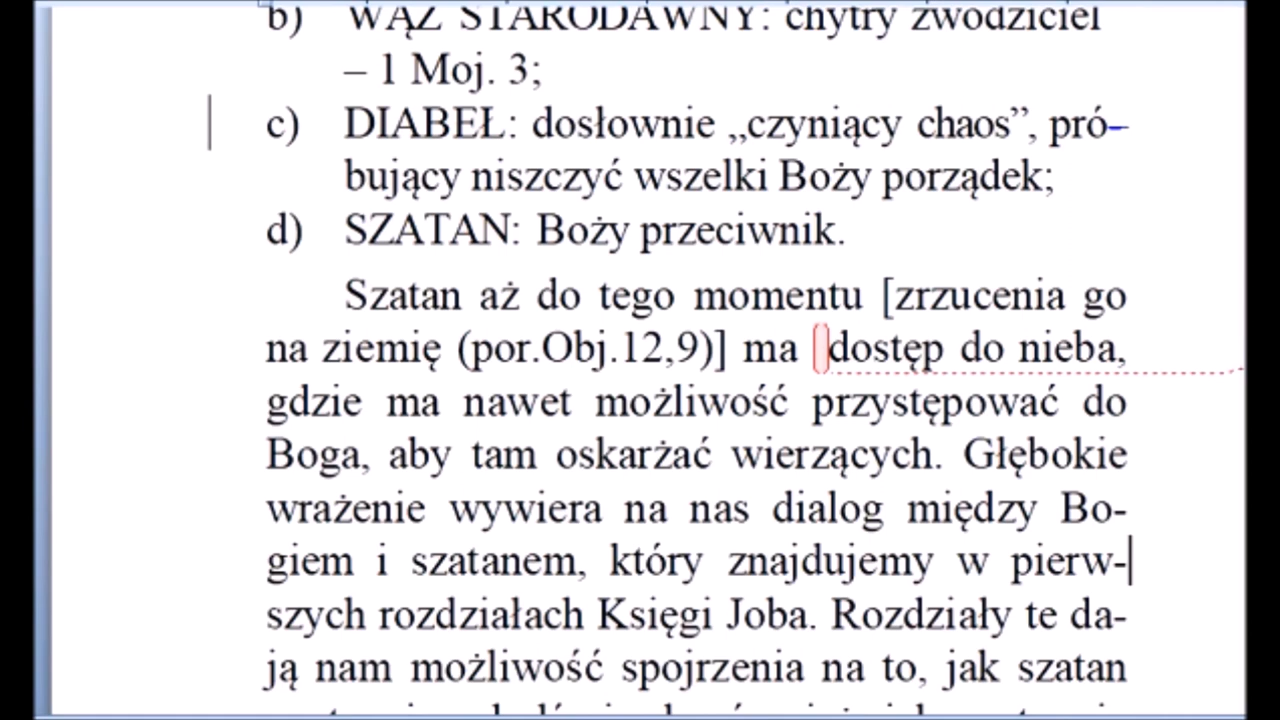 b) WĄŻ STARODAWNY: chytry zwodziciel
– 1 Moj. 3;
c) DIABEŁ: dosłownie „czyniący chaos”, pró-
bujący niszczyć wszelki Boży porządek;
d) SZATAN: Boży przeciwnik.
Szatan aż do tego momentu [zrzucenia go
na ziemię (por.Obj.12,9)] ma dostęp do nieba,
gdzie ma nawet możliwość przystępować do
Boga, aby tam oskarżać wierzących. Głębokie
wrażenie wywiera na nas dialog między Bo-
giem i szatanem, który znajdujemy w pierw-
szych rozdziałach Księgi Joba. Rozdziały te da-
ją nam możliwość spojrzenia na to, jak szatan